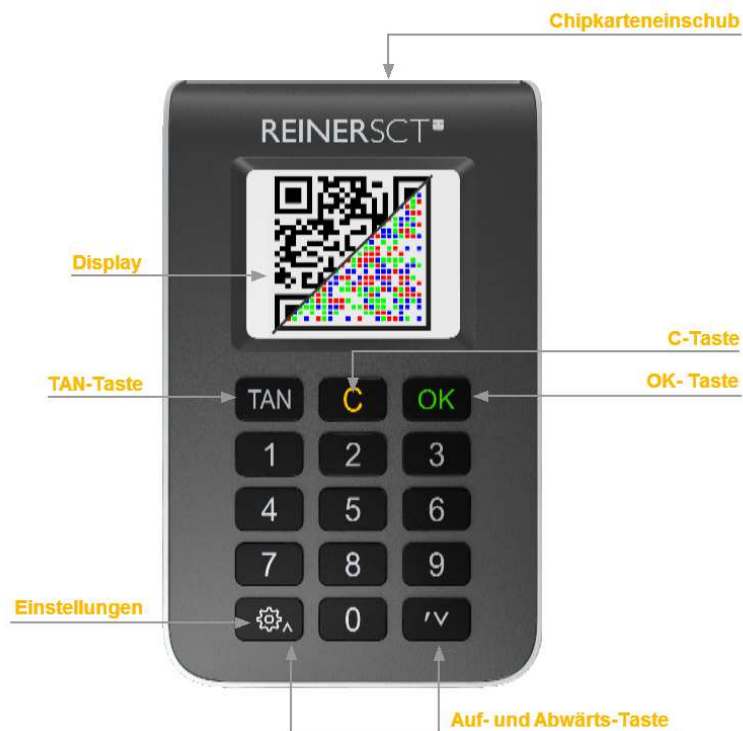 Chipkarteneinschub
REINERSCT
Display
C-Taste
TAN-Taste
OK- Taste
TAN C OK
1 2 3
4 5 6
7 8 9
Einstellungen
0
Auf- und Abwärts-Taste